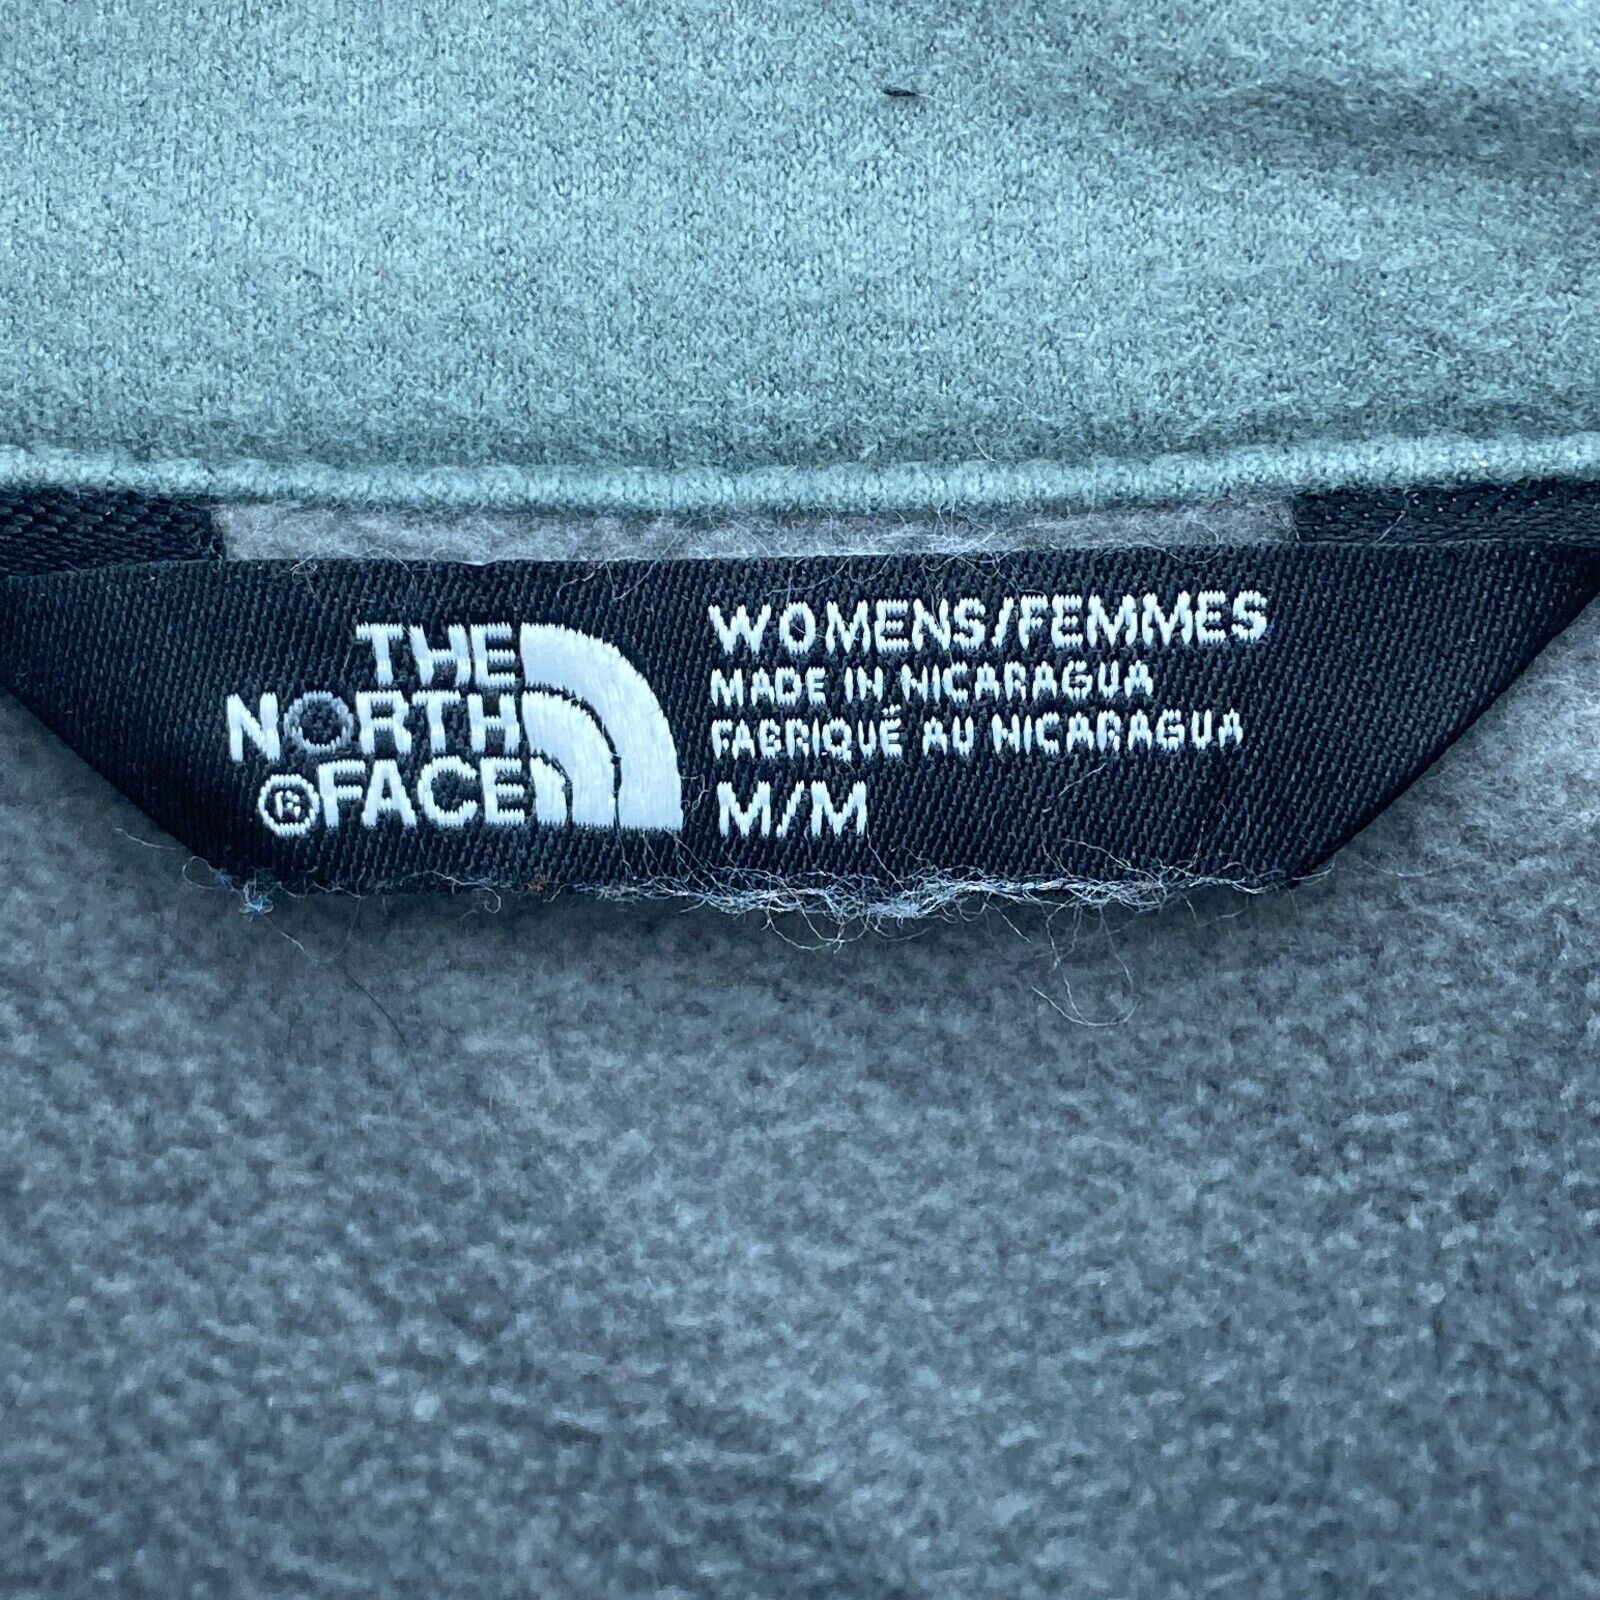 THE
NORTH
®FACE
WOMENS/FEMMES
MADE IN NICARAGUA
FABRIQUÉ AU NICARAGUA
M/M